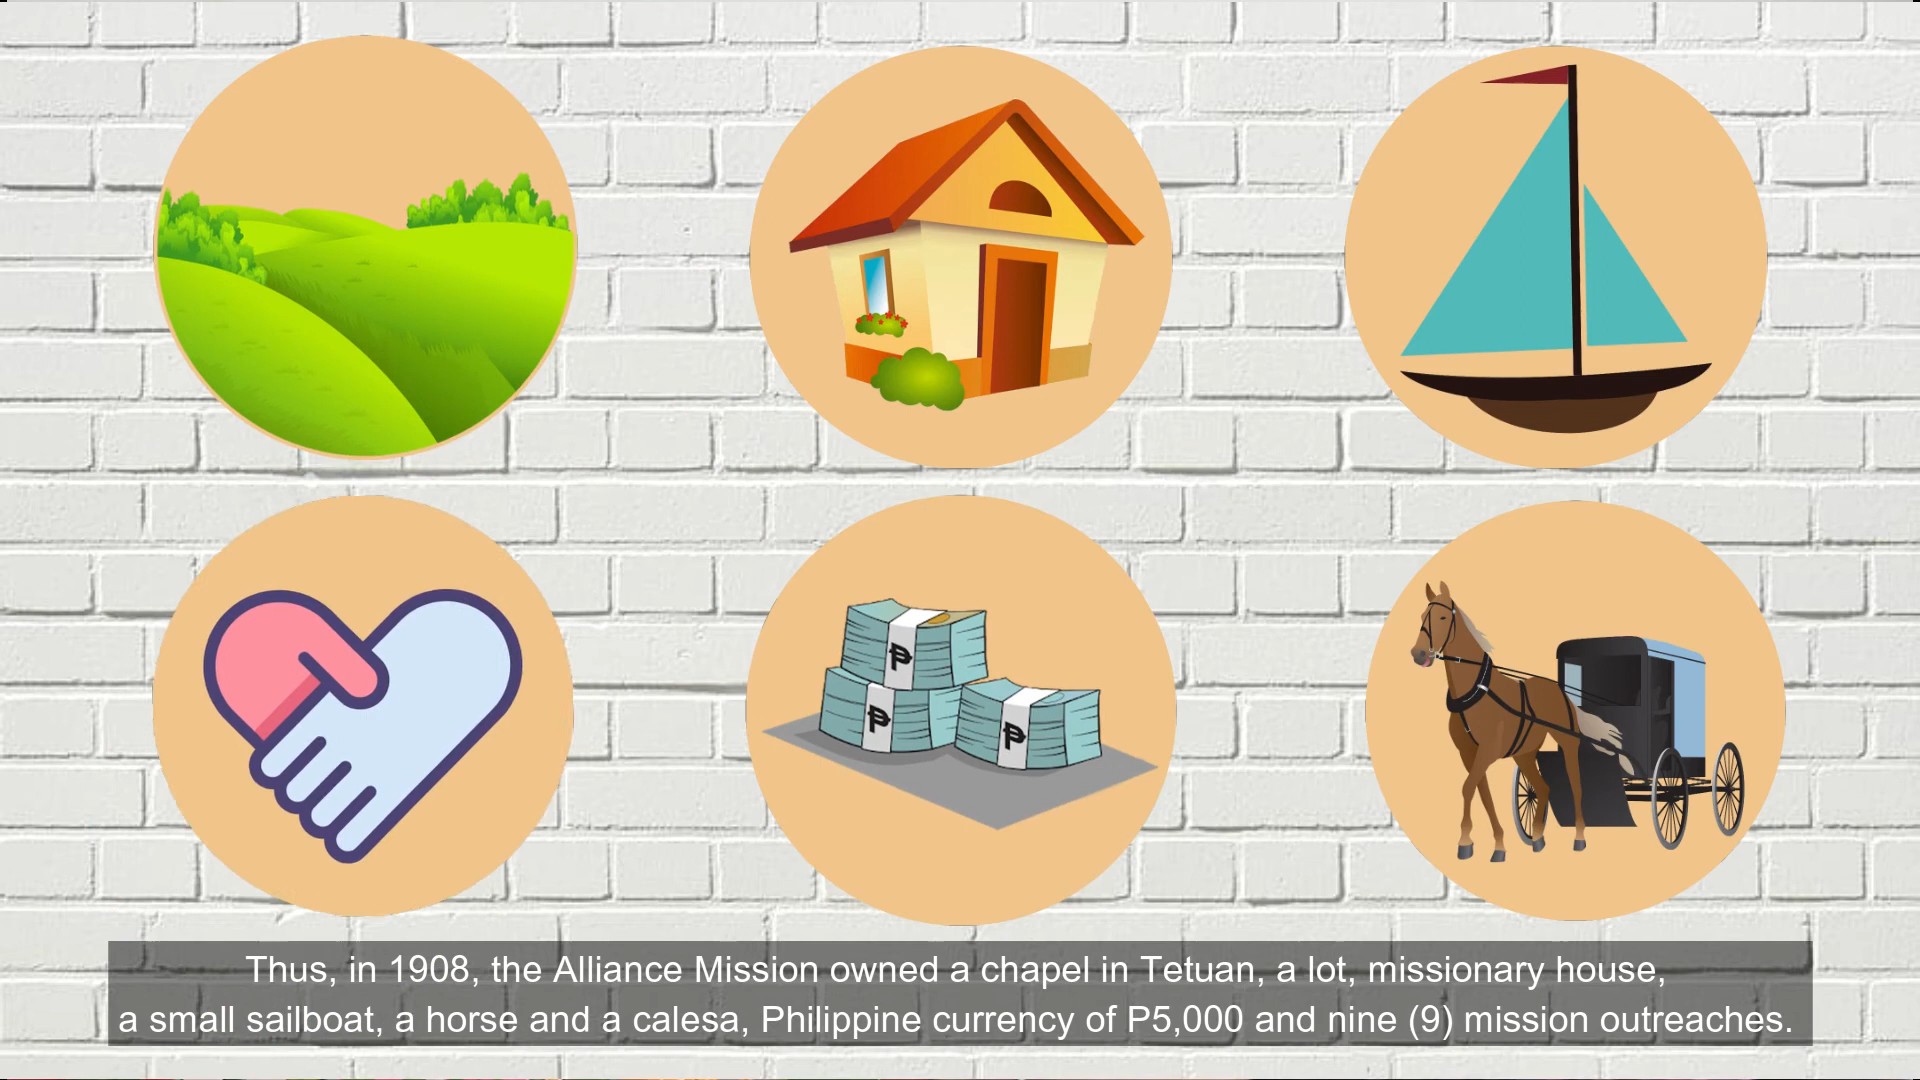 ₱
₱
₱
Thus, in 1908, the Alliance Mission owned a chapel in Tetuan, a lot, missionary house,
a small sailboat, a horse and a calesa, Philippine currency of P5,000 and nine (9) mission outreaches.